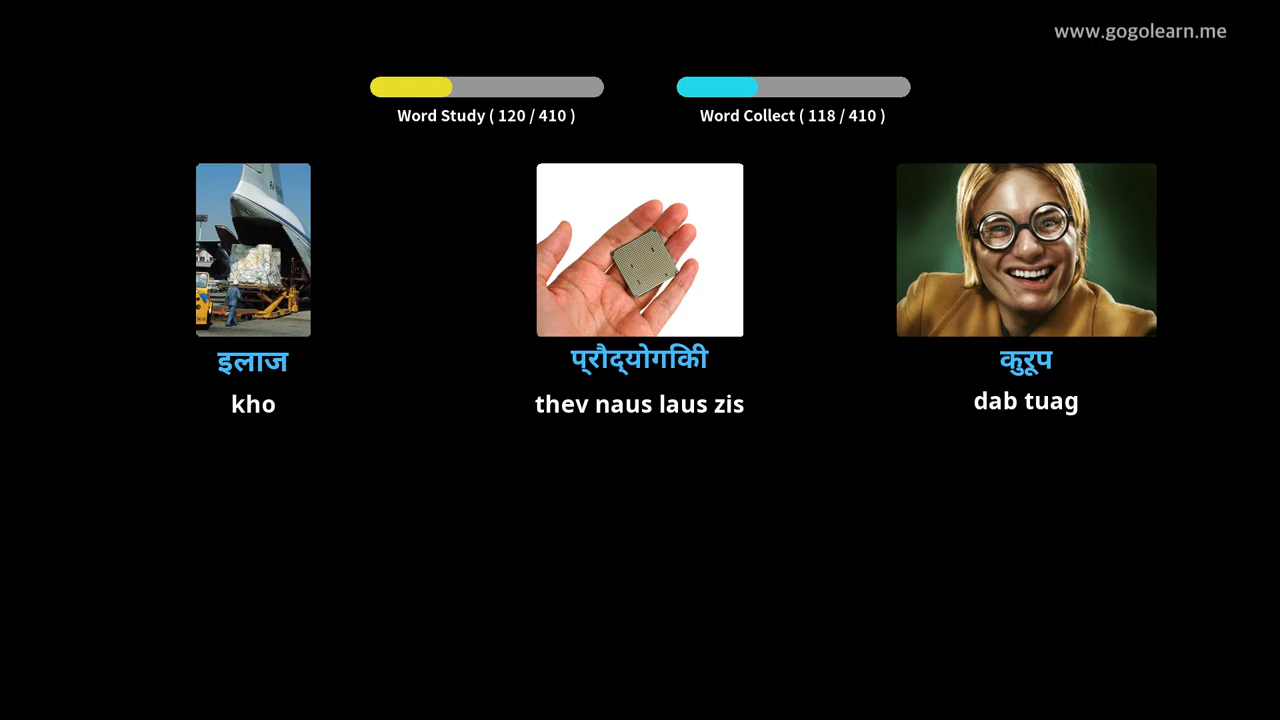 www.gogolearn.me
Word Study ( 120 / 410 )
Word Collect ( 118 / 410 )
इलाज
प्रौद्योगिकी
कुरूप
kho
thev naus laus zis
dab tuag